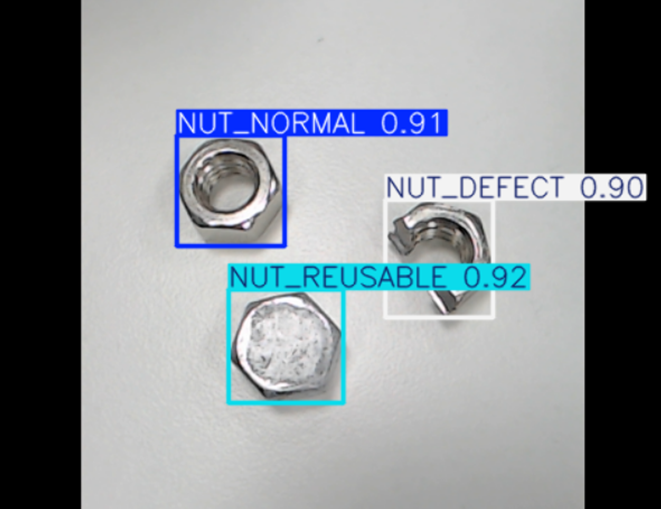 NUT_NORMAL 0.91
NUT_DEFECT 0.90
NUT_REUSABLE 0.92